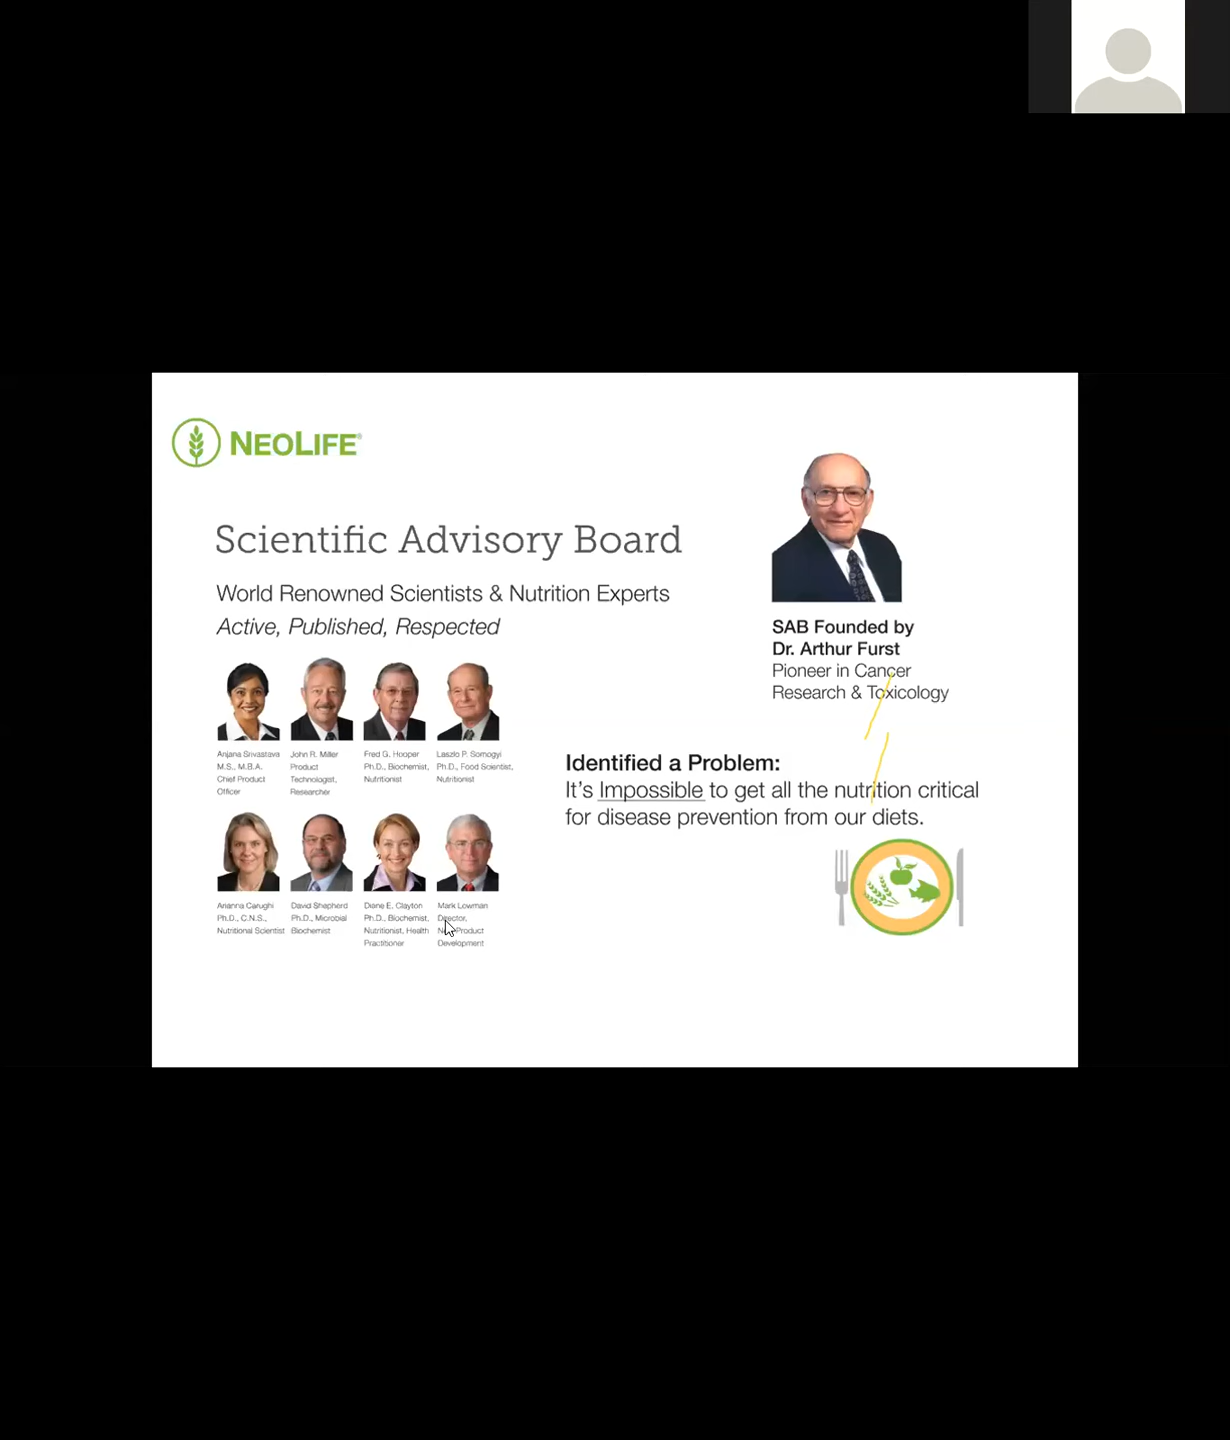 NEOLIFE®
Scientific Advisory Board
World Renowned Scientists & Nutrition Experts
Active, Published, Respected
Anjana Srivastava
M.S., M.B.A.
Chief Product
Officer
John R. Miller
Product
Technologist,
Researcher
Fred G. Hooper
Ph.D., Biochemist,
Nutritionist
Laszlo P. Somogyi
Ph.D., Food Scientist,
Nutritionist
Arianna Carughi
Ph.D., C.N.S.,
Nutritional Scientist
David Shepherd
Ph.D., Microbial
Biochemist
Diane E. Clayton
Ph.D., Biochemist,
Nutritionist, Health
Practitioner
Mark Lowman
Director,
Product
Development
SAB Founded by
Dr. Arthur Furst
Pioneer in Cancer
Research & Toxicology
Identified a Problem:
It's Impossible to get all the nutrition critical
for disease prevention from our diets.